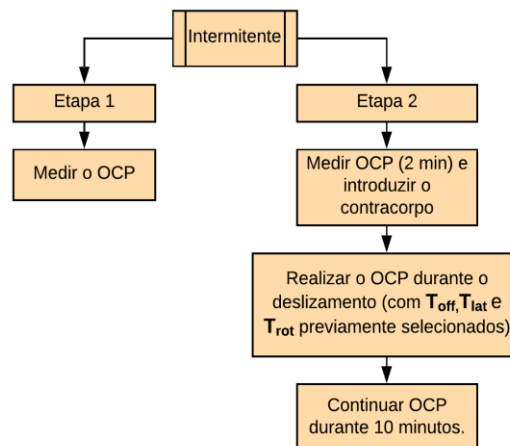 Intermitente
Etapa 1
Etapa 2
Medir o OCP
Medir OCP (2 min) e
introduzir o
contracorpo
Realizar o OCP durante o
deslizamento (com Toff,Tlat e
Trot previamente selecionados)
Continuar OCP
durante 10 minutos.